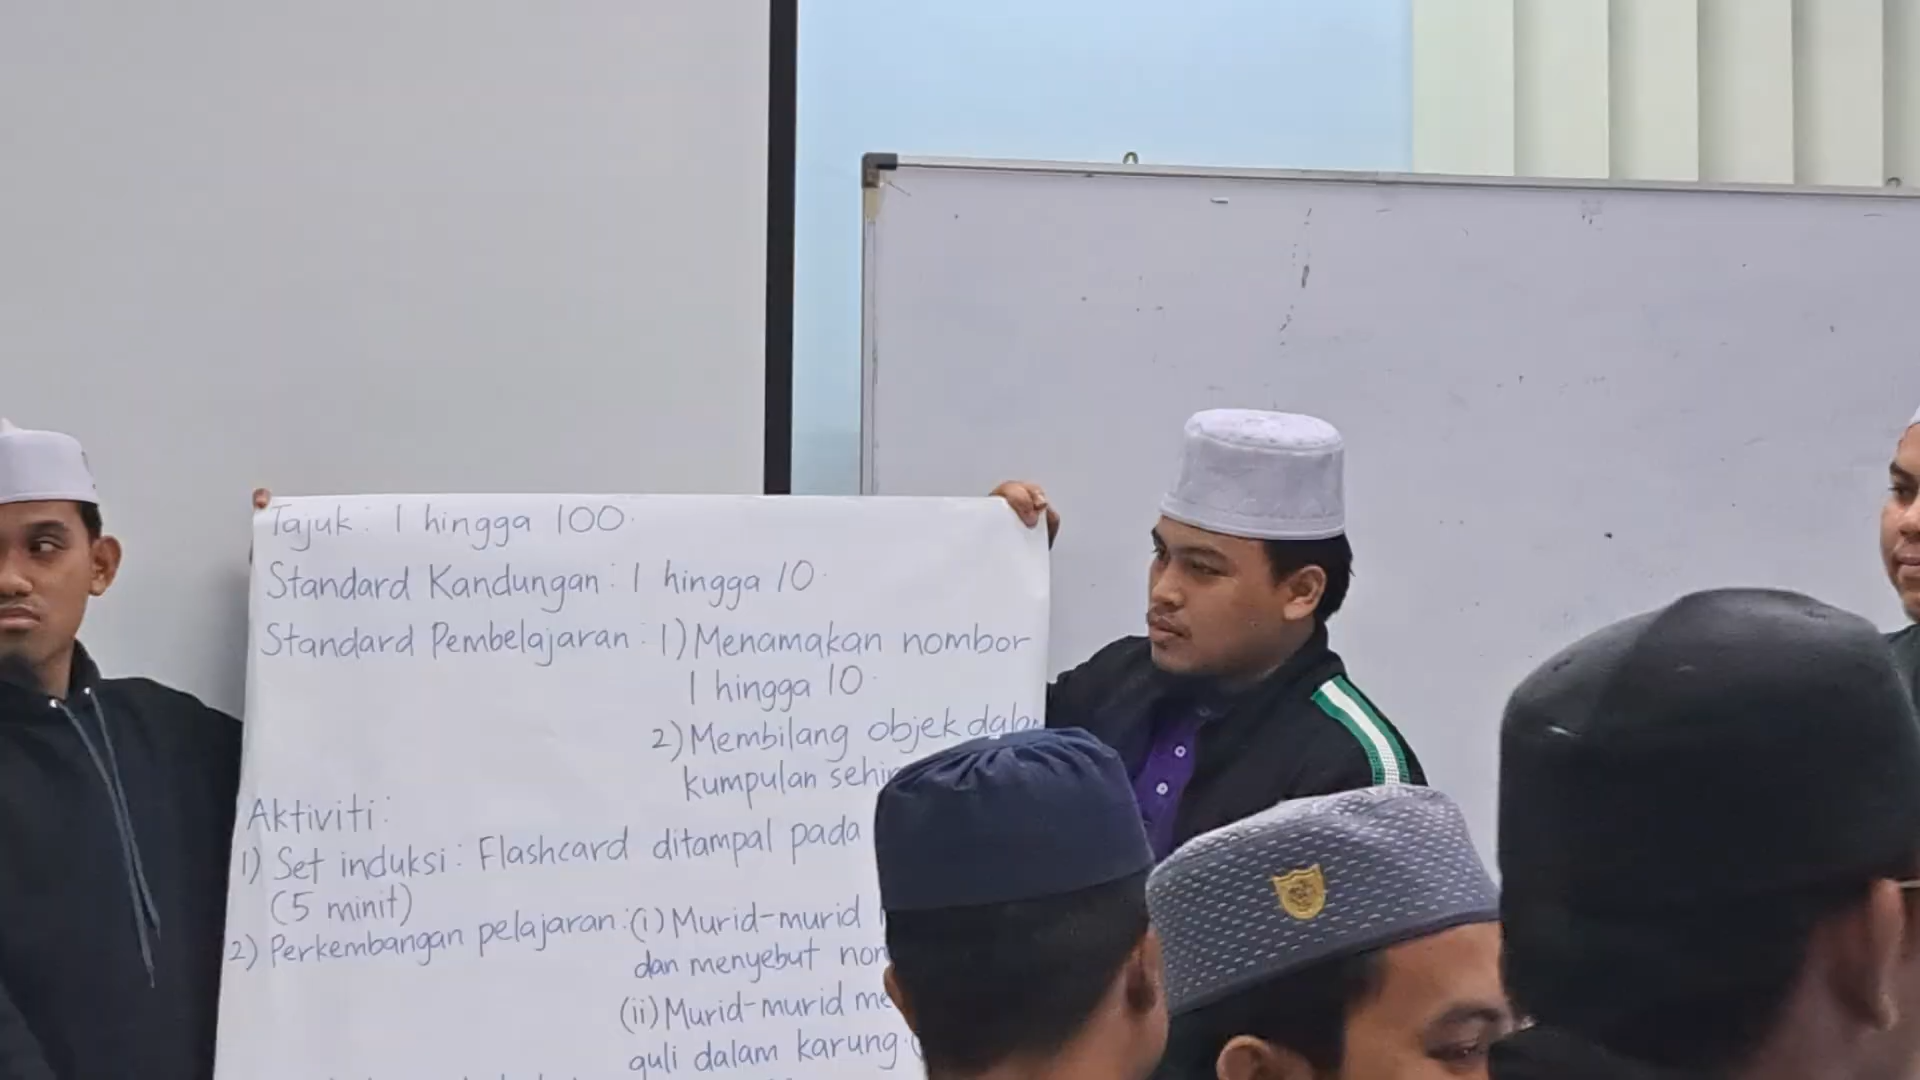 Tajuk : 1 hingga 100.
Standard Kandungan : 1 hingga 10.
Standard Pembelajaran : 1) Menamakan nombor
1 hingga 10.
2) Membilang objek
kumpulan
Aktiviti :
1) Set induksi : Flashcard ditampal pada
(5 minit)
2) Perkembangan pelajaran : (i) Murid-murid
dan menyebut
(ii) Murid-murid
guli dalam karung.